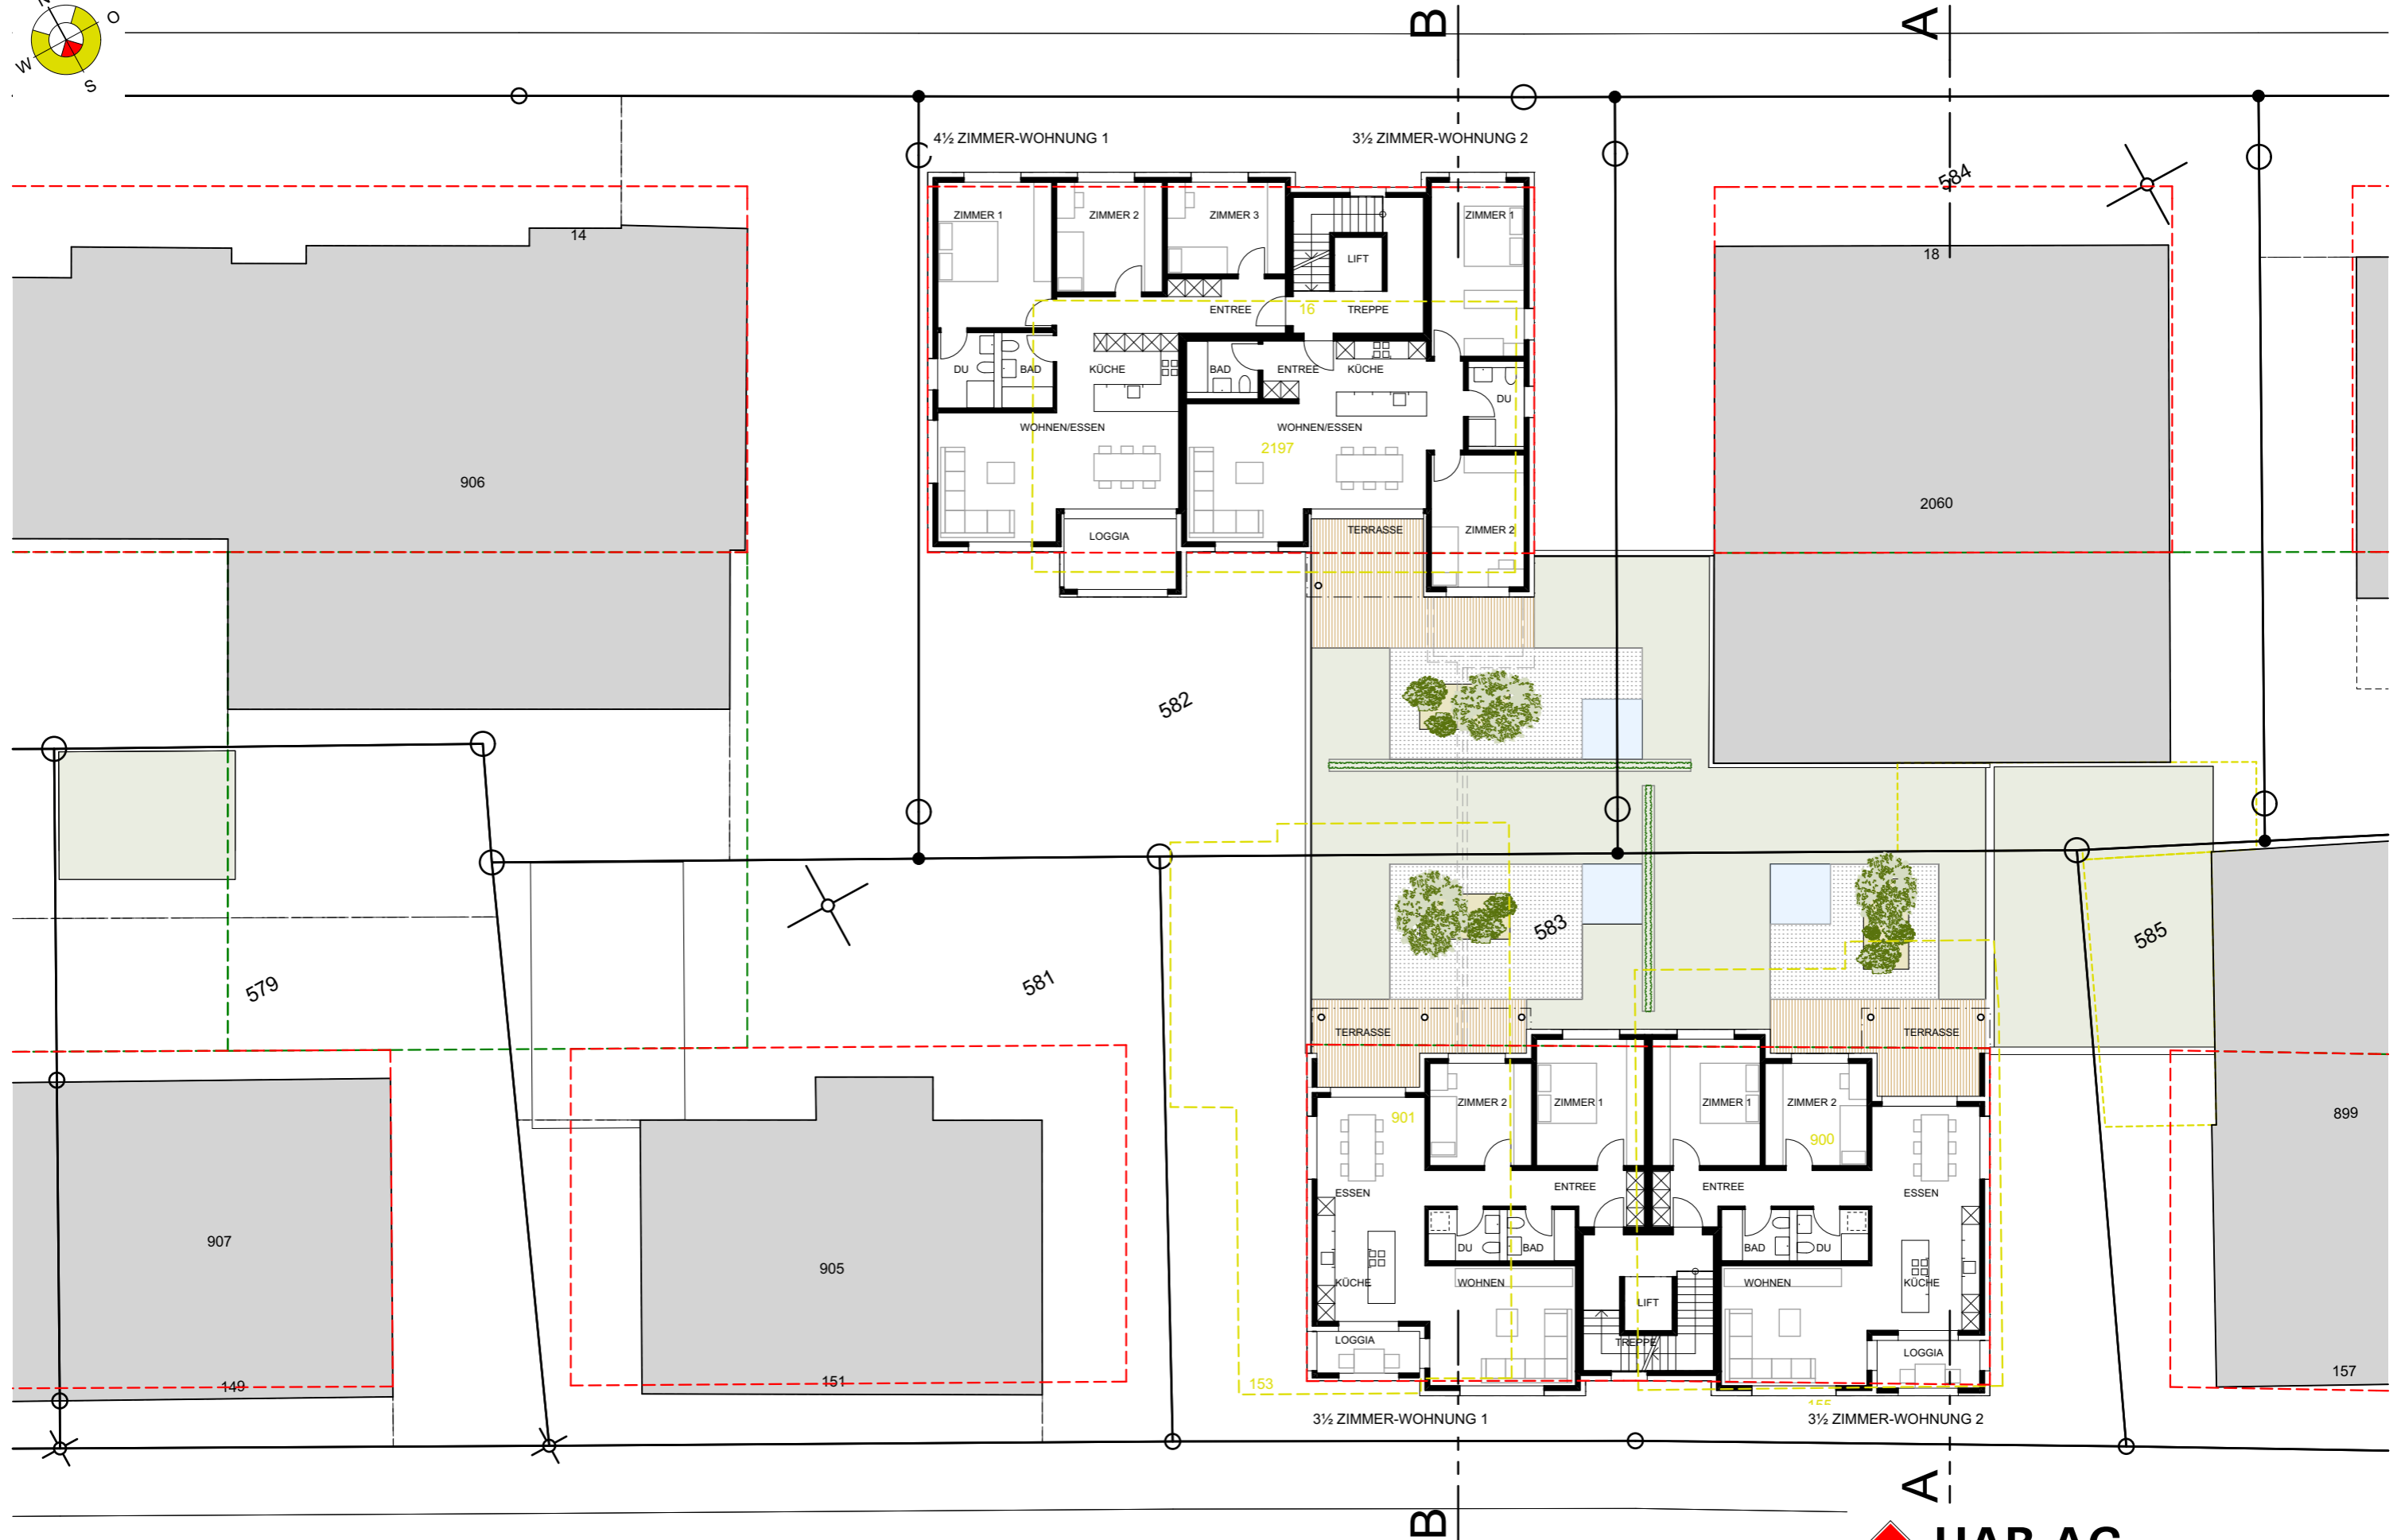 N
O
W
S
B
A
4½ ZIMMER-WOHNUNG 1
3½ ZIMMER-WOHNUNG 2
584
14
ZIMMER 1
ZIMMER 2
ZIMMER 3
ZIMMER 1
18
LIFT
ENTREE
16
TREPPE
DU
BAD
KÜCHE
BAD
ENTREE
KÜCHE
DU
WOHNEN/ESSEN
WOHNEN/ESSEN
2197
906
2060
LOGGIA
TERRASSE
ZIMMER 2
582
583
585
579
581
TERRASSE
TERRASSE
ZIMMER 2
ZIMMER 1
ZIMMER 1
ZIMMER 2
901
900
899
ESSEN
ENTREE
ENTREE
ESSEN
907
905
DU
BAD
BAD
DU
KÜCHE
WOHNEN
WOHNEN
KÜCHE
LIFT
LOGGIA
TREPPE
LOGGIA
149
151
153
157
155
3½ ZIMMER-WOHNUNG 1
3½ ZIMMER-WOHNUNG 2
A
B
HAB AG